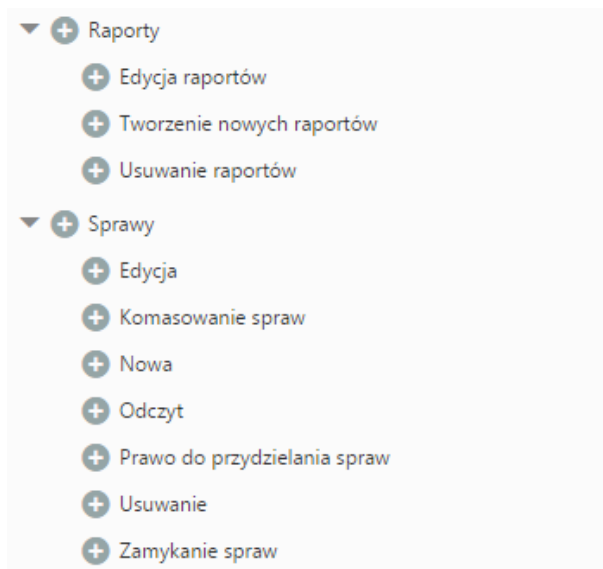 Raporty
Edycja raportów
Tworzenie nowych raportów
Usuwanie raportów
Sprawy
Edycja
Komasowanie spraw
Nowa
Odczyt
Prawo do przydzielania spraw
Usuwanie
Zamykanie spraw